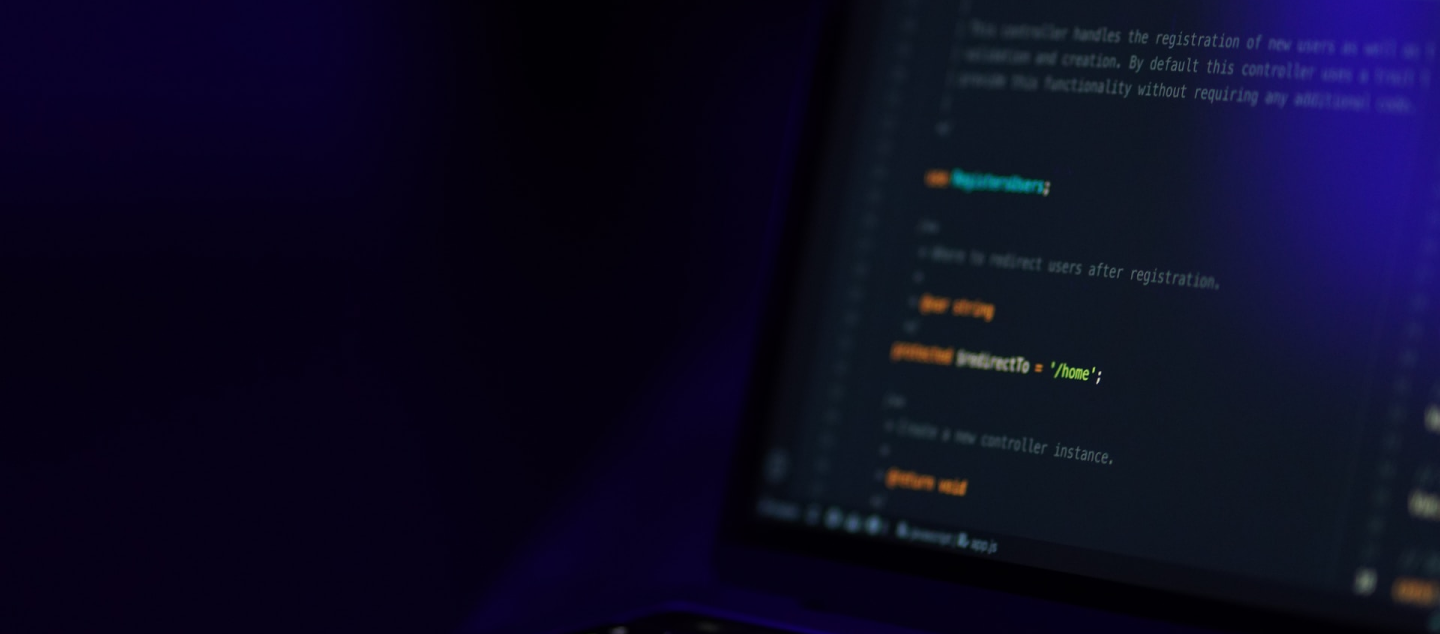 This controller handles the registration of new users as well as
validation and creation. By default this controller uses a trait
provide this functionality without requiring any additional code.
*/
use RegistersUsers;
/**
* Where to redirect users after registration.
*
* @var string
*/
protected $redirectTo = '/home';
/**
* Create a new controller instance.
*
* @return void
*/
app.js